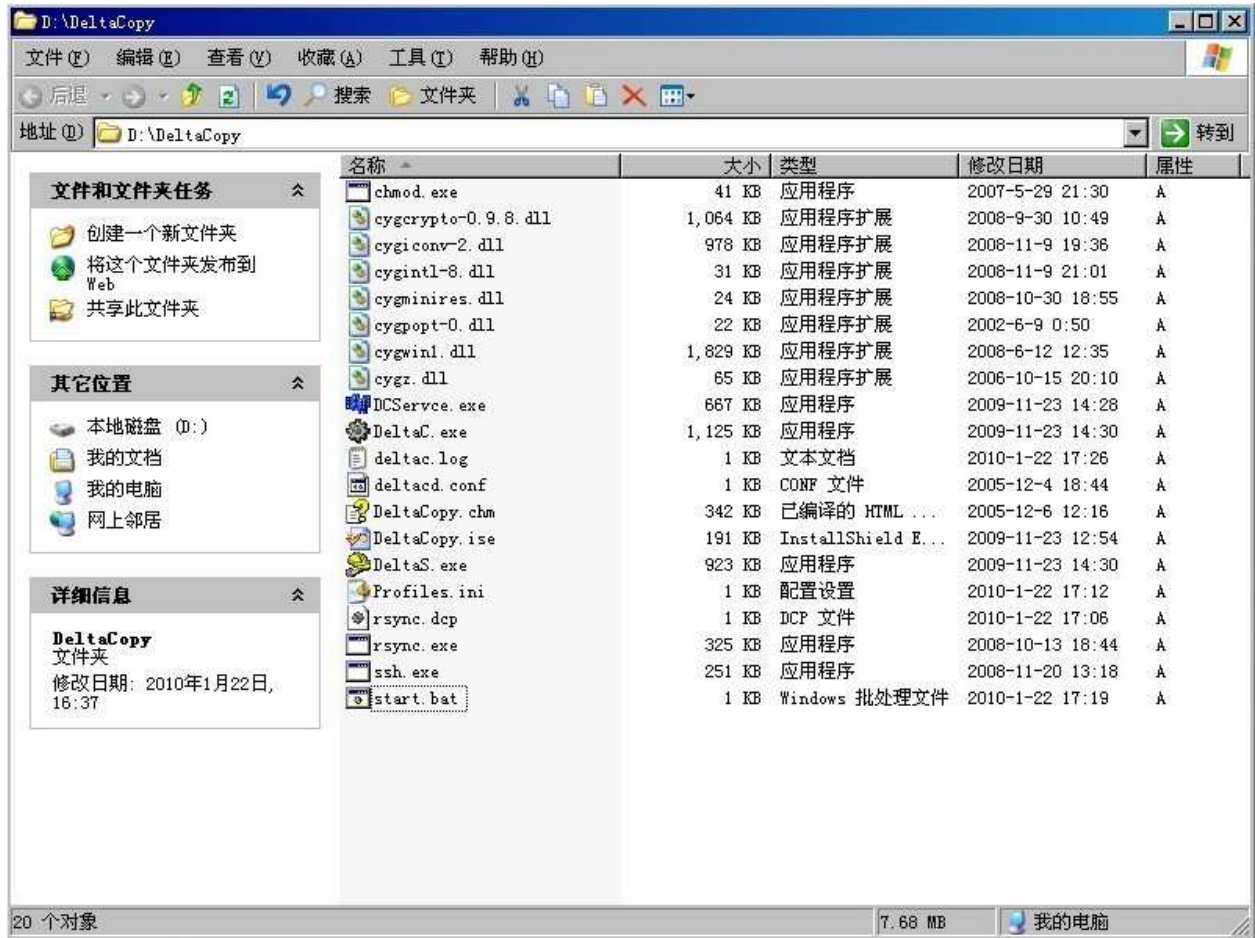 D:\DeltaCopy
文件(F) 编辑(E) 查看(V) 收藏(A) 工具(T) 帮助(H)
后退 搜索 文件夹
地址(D) D:\DeltaCopy 转到
文件和文件夹任务
创建一个新文件夹
将这个文件夹发布到
Web
共享此文件夹
其它位置
本地磁盘 (D:)
我的文档
我的电脑
网上邻居
详细信息
DeltaCopy
文件夹
修改日期: 2010年1月22日,
16:37
名称 大小 类型 修改日期 属性
chmod.exe 41 KB 应用程序 2007-5-29 21:30 A
cygcrypto-0.9.8.dll 1,064 KB 应用程序扩展 2008-9-30 10:49 A
cygiconv-2.dll 978 KB 应用程序扩展 2008-11-9 19:36 A
cygintl-8.dll 31 KB 应用程序扩展 2008-11-9 21:01 A
cygminires.dll 24 KB 应用程序扩展 2008-10-30 18:55 A
cygpopt-0.dll 22 KB 应用程序扩展 2002-6-9 0:50 A
cygwin1.dll 1,829 KB 应用程序扩展 2008-6-12 12:35 A
cygz.dll 65 KB 应用程序扩展 2006-10-15 20:10 A
DCServce.exe 667 KB 应用程序 2009-11-23 14:28 A
DeltaC.exe 1,125 KB 应用程序 2009-11-23 14:30 A
deltac.log 1 KB 文本文档 2010-1-22 17:26 A
deltacd.conf 1 KB CONF 文件 2005-12-4 18:44 A
DeltaCopy.chm 342 KB 已编译的 HTML ... 2005-12-6 12:16 A
DeltaCopy.ise 191 KB InstallShield E... 2009-11-23 12:54 A
DeltaS.exe 923 KB 应用程序 2009-11-23 14:30 A
Profiles.ini 1 KB 配置设置 2010-1-22 17:12 A
rsync.dcp 1 KB DCP 文件 2010-1-22 17:06 A
rsync.exe 325 KB 应用程序 2008-10-13 18:44 A
ssh.exe 251 KB 应用程序 2008-11-20 13:18 A
start.bat 1 KB Windows 批处理文件 2010-1-22 17:19 A
20 个对象 7.68 MB 我的电脑